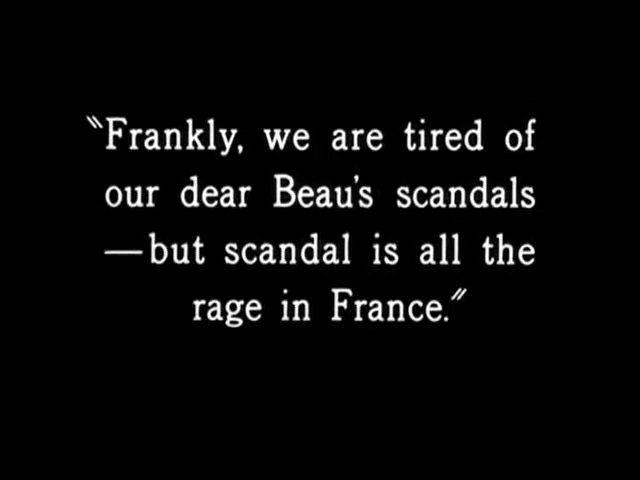 "Frankly, we are tired of
our dear Beau's scandals
—but scandal is all the
rage in France."